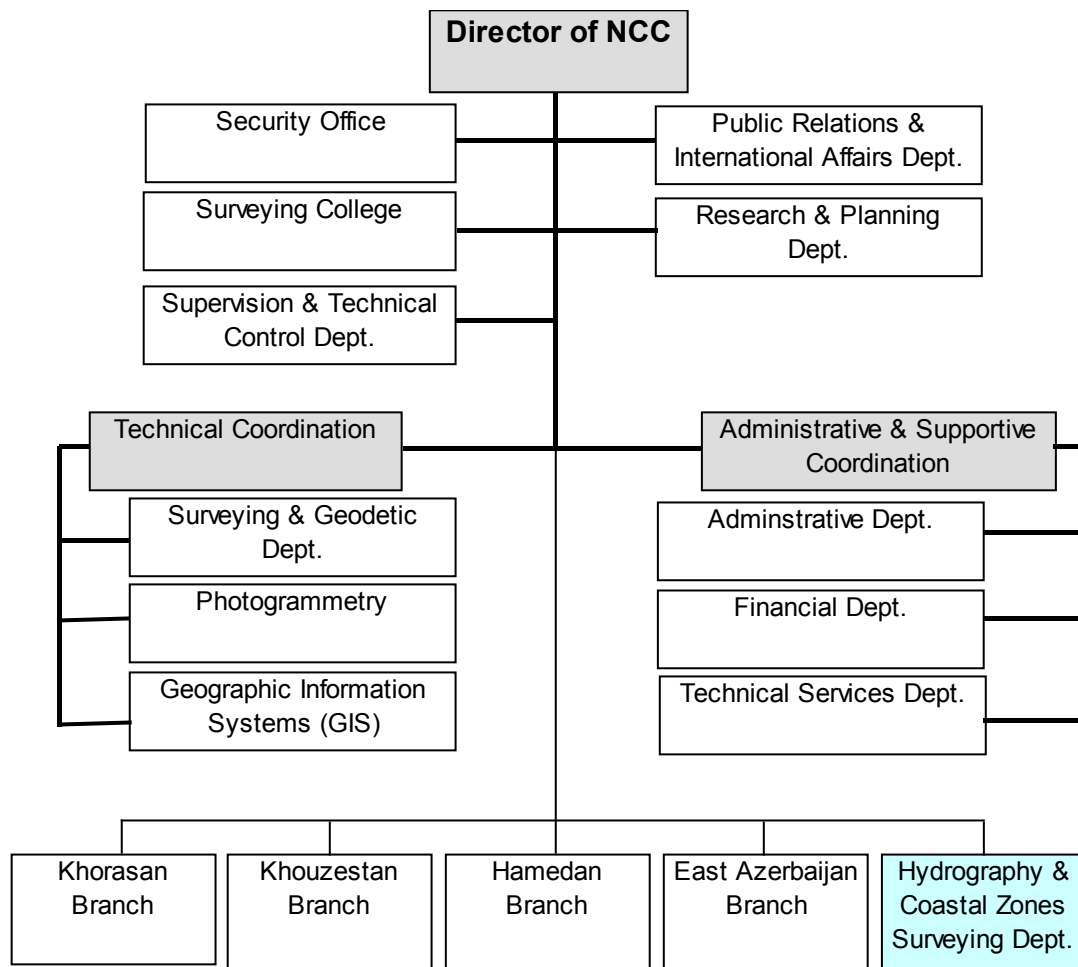 Director of NCC
Security Office
Public Relations &
International Affairs Dept.
Surveying College
Research & Planning
Dept.
Supervision & Technical
Control Dept.
Technical Coordination
Administrative & Supportive
Coordination
Surveying & Geodetic
Dept.
Adminstrative Dept.
Photogrammetry
Financial Dept.
Geographic Information
Systems (GIS)
Technical Services Dept.
Khorasan
Branch
Khouzestan
Branch
Hamedan
Branch
East Azerbaijan
Branch
Hydrography &
Coastal Zones
Surveying Dept.